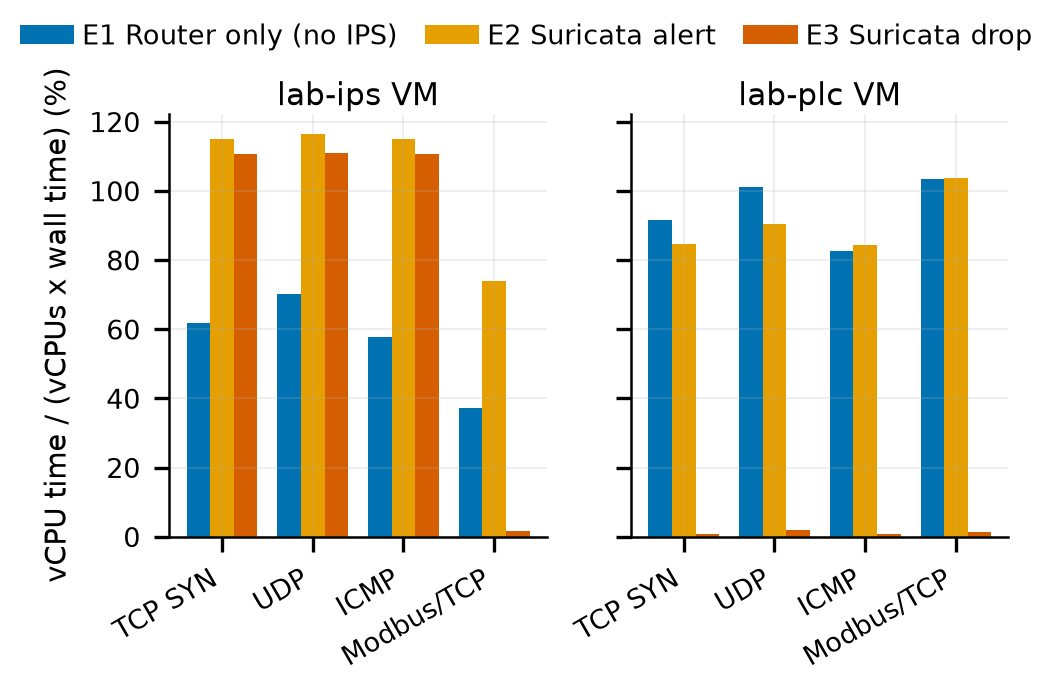 E1 Router only (no IPS) E2 Suricata alert E3 Suricata drop
lab-ips VM
lab-plc VM
vCPU time / (vCPUs x wall time) (%)
120
100
80
60
40
20
0
TCP SYN
UDP
ICMP
Modbus/TCP
TCP SYN
UDP
ICMP
Modbus/TCP